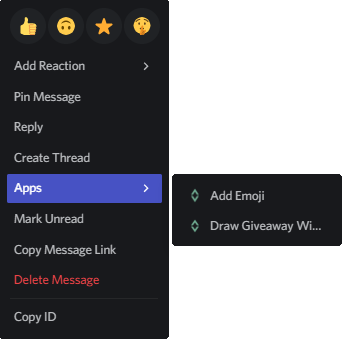 Add Reaction
Pin Message
Reply
Create Thread
Apps
Add Emoji
Draw Giveaway Wi...
Mark Unread
Copy Message Link
Delete Message
Copy ID